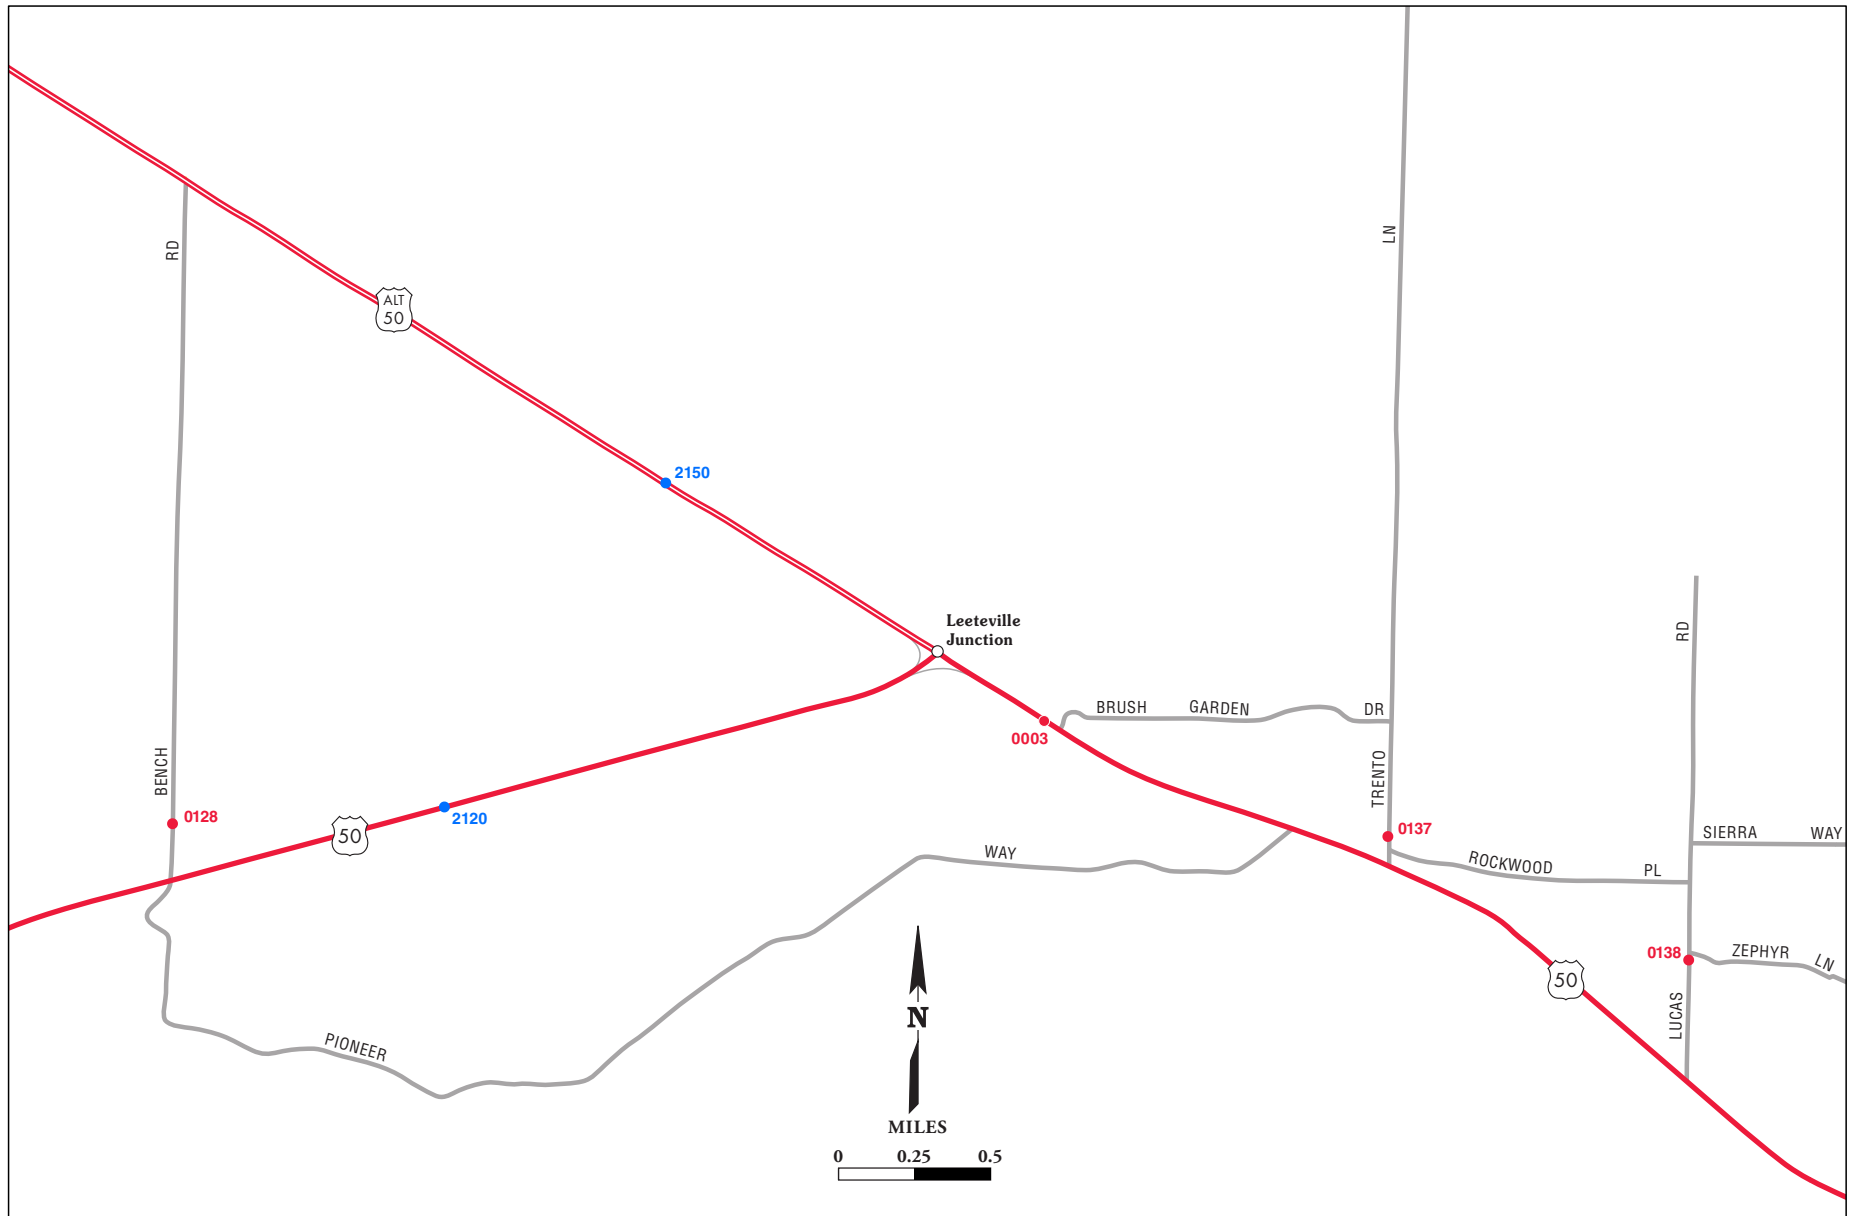 LN
RD
ALT
50
2150
Leeteville
Junction
RD
BRUSH GARDEN DR
0003
TRENTO
BENCH
0128
2120
50
0137
SIERRA WAY
WAY
ROCKWOOD PL
0138
ZEPHYR LN
50
LUCAS
N
PIONEER
MILES
0 0.25 0.5